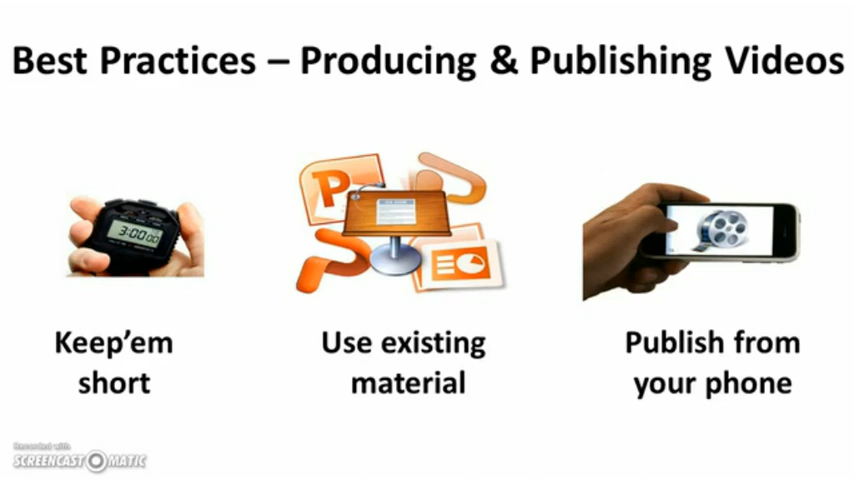 Best Practices – Producing & Publishing Videos
3:00 00
P
Keep'em
short
Use existing
material
Publish from
your phone
Recorded with
SCREENCAST-O-MATIC